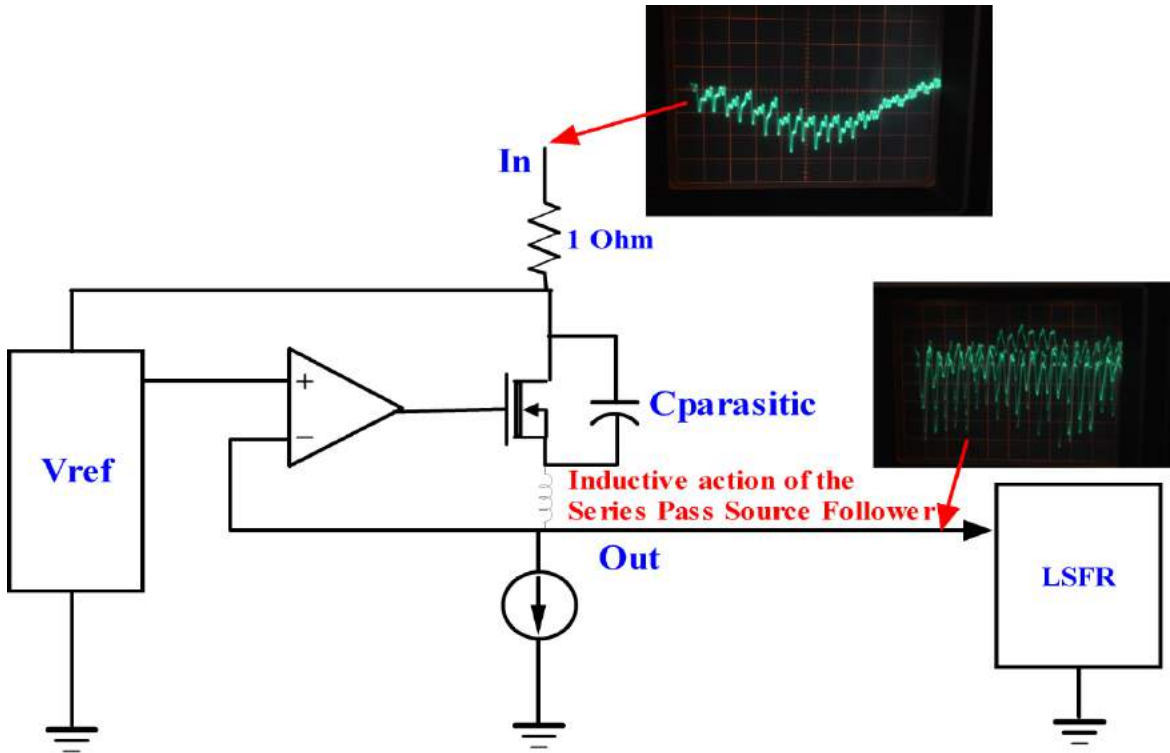 In
1 Ohm
+
−
Vref
Cparasitic
Inductive action of the
Series Pass Source Follower
Out
LSFR